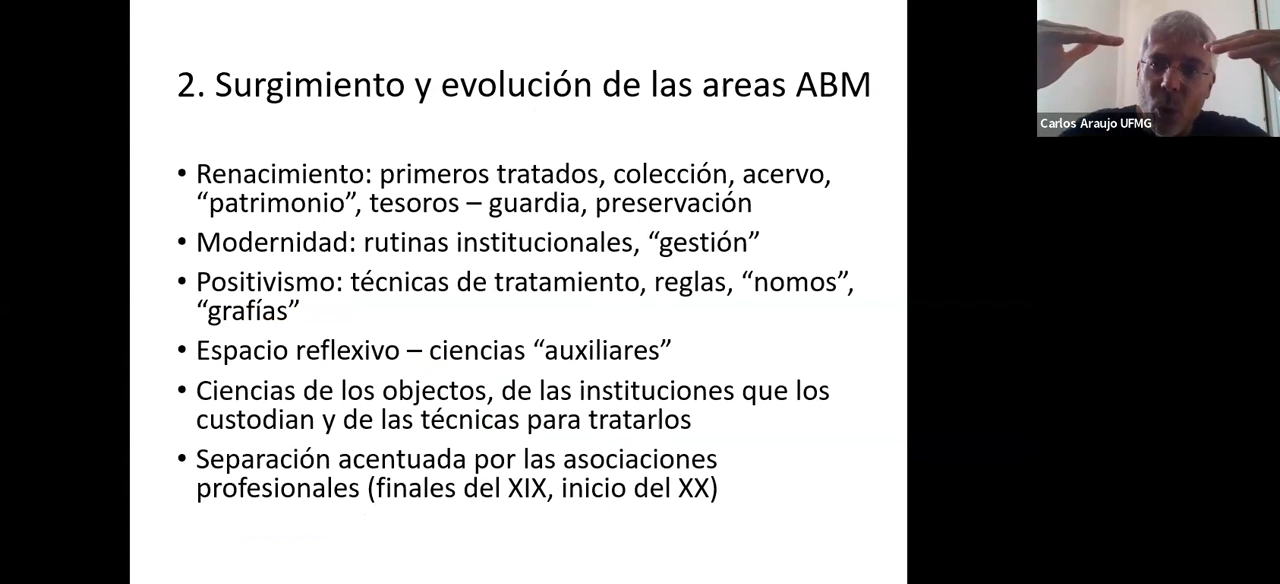 2. Surgimiento y evolución de las areas ABM
• Renacimiento: primeros tratados, colección, acervo,
“patrimonio”, tesoros – guardia, preservación
• Modernidad: rutinas institucionales, “gestión”
• Positivismo: técnicas de tratamiento, reglas, “nomos”,
“grafías”
• Espacio reflexivo – ciencias “auxiliares”
• Ciencias de los objectos, de las instituciones que los
custodian y de las técnicas para tratarlos
• Separación acentuada por las asociaciones
profesionales (finales del XIX, inicio del XX)
Carlos Araujo UFMG